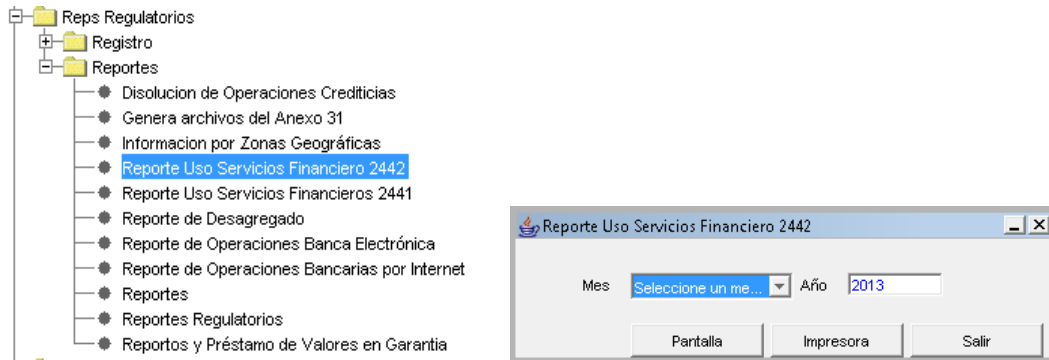 Reps Regulatorios
Registro
Reportes
Disolucion de Operaciones Crediticias
Genera archivos del Anexo 31
Informacion por Zonas Geográficas
Reporte Uso Servicios Financiero 2442
Reporte Uso Servicios Financieros 2441
Reporte de Desagregado
Reporte de Operaciones Banca Electrónica
Reporte de Operaciones Bancarias por Internet
Reportes
Reportes Regulatorios
Reportos y Préstamo de Valores en Garantia
Reporte Uso Servicios Financiero 2442
Mes Seleccione un me... Año 2013
Pantalla Impresora Salir